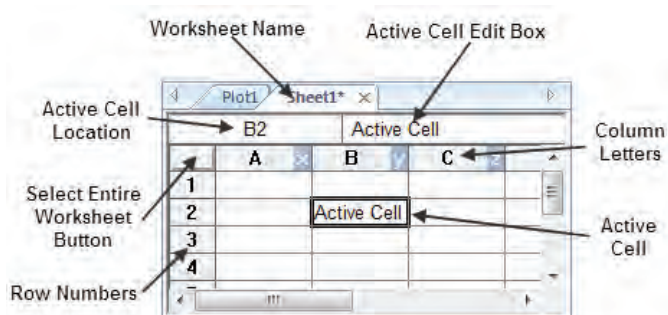 Worksheet Name
Active Cell Edit Box
Plot1
Sheet1*
Active Cell
Location
B2
Active Cell
Column
Letters
A x B y C z
Select Entire
Worksheet
Button
1
2 Active Cell
3
4
Active
Cell
Row Numbers